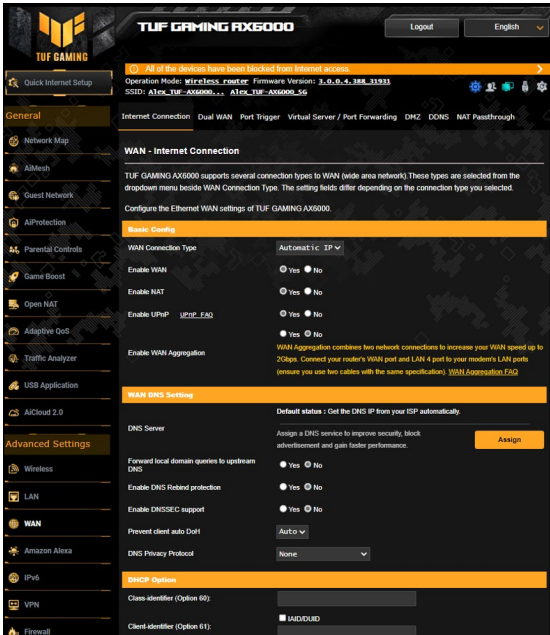 TUF GAMING AX6000
Logout
English
TUF GAMING
All of the devices have been blocked from Internet access.
Quick Internet Setup
Operation Mode: Wireless router Firmware Version: 3.0.0.4.388_31931
SSID: Alex_TUF-AX6000... Alex_TUF-AX6000_5G
General
Internet Connection Dual WAN Port Trigger Virtual Server / Port Forwarding DMZ DDNS NAT Passthrough
Network Map
AiMesh
Guest Network
AiProtection
Parental Controls
Game Boost
Open NAT
Adaptive QoS
Traffic Analyzer
USB Application
AiCloud 2.0
Advanced Settings
Wireless
LAN
WAN
Amazon Alexa
IPv6
VPN
Firewall
WAN - Internet Connection
TUF GAMING AX6000 supports several connection types to WAN (wide area network).These types are selected from the
dropdown menu beside WAN Connection Type. The setting fields differ depending on the connection type you selected.
Configure the Ethernet WAN settings of TUF GAMING AX6000.
Basic Config
WAN Connection Type Automatic IP
Enable WAN Yes No
Enable NAT Yes No
Enable UPnP UPnP FAQ Yes No
Yes No
Enable WAN Aggregation
WAN Aggregation combines two network connections to increase your WAN speed up to
2Gbps. Connect your router's WAN port and LAN 4 port to your modem's LAN ports
(ensure you use two cables with the same specification). WAN Aggregation FAQ
WAN DNS Setting
Default status : Get the DNS IP from your ISP automatically.
DNS Server
Assign a DNS service to improve security, block
advertisement and gain faster performance.
Assign
Forward local domain queries to upstream
DNS
Yes No
Enable DNS Rebind protection Yes No
Enable DNSSEC support Yes No
Prevent client auto DoH Auto
DNS Privacy Protocol None
DHCP Option
Class-identifier (Option 60):
IAID/DUID
Client-identifier (Option 61):